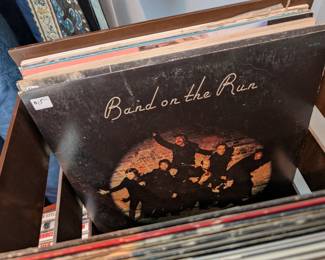 Band on the Run